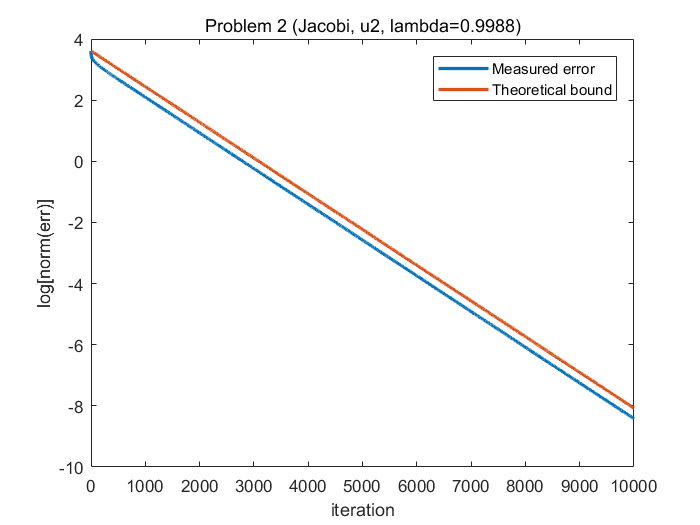 Problem 2 (Jacobi, u2, lambda=0.9988)
Measured error
Theoretical bound
log[norm(err)]
4
2
0
-2
-4
-6
-8
-10
0 1000 2000 3000 4000 5000 6000 7000 8000 9000 10000
iteration